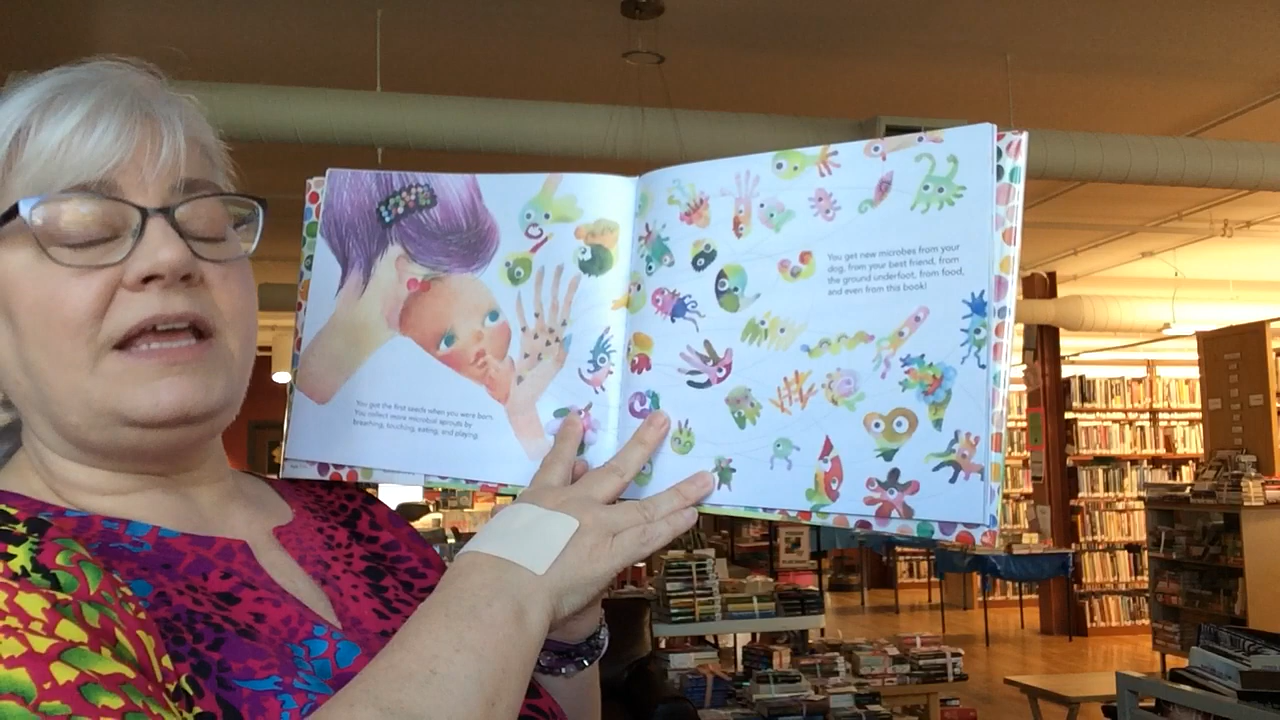 You got the first seeds when you were born.
You collect more microbial sprouts by
breathing, touching, eating, and playing.
You get new microbes from your
dog, from your best friend, from
the ground underfoot, from food,
and even from this book!